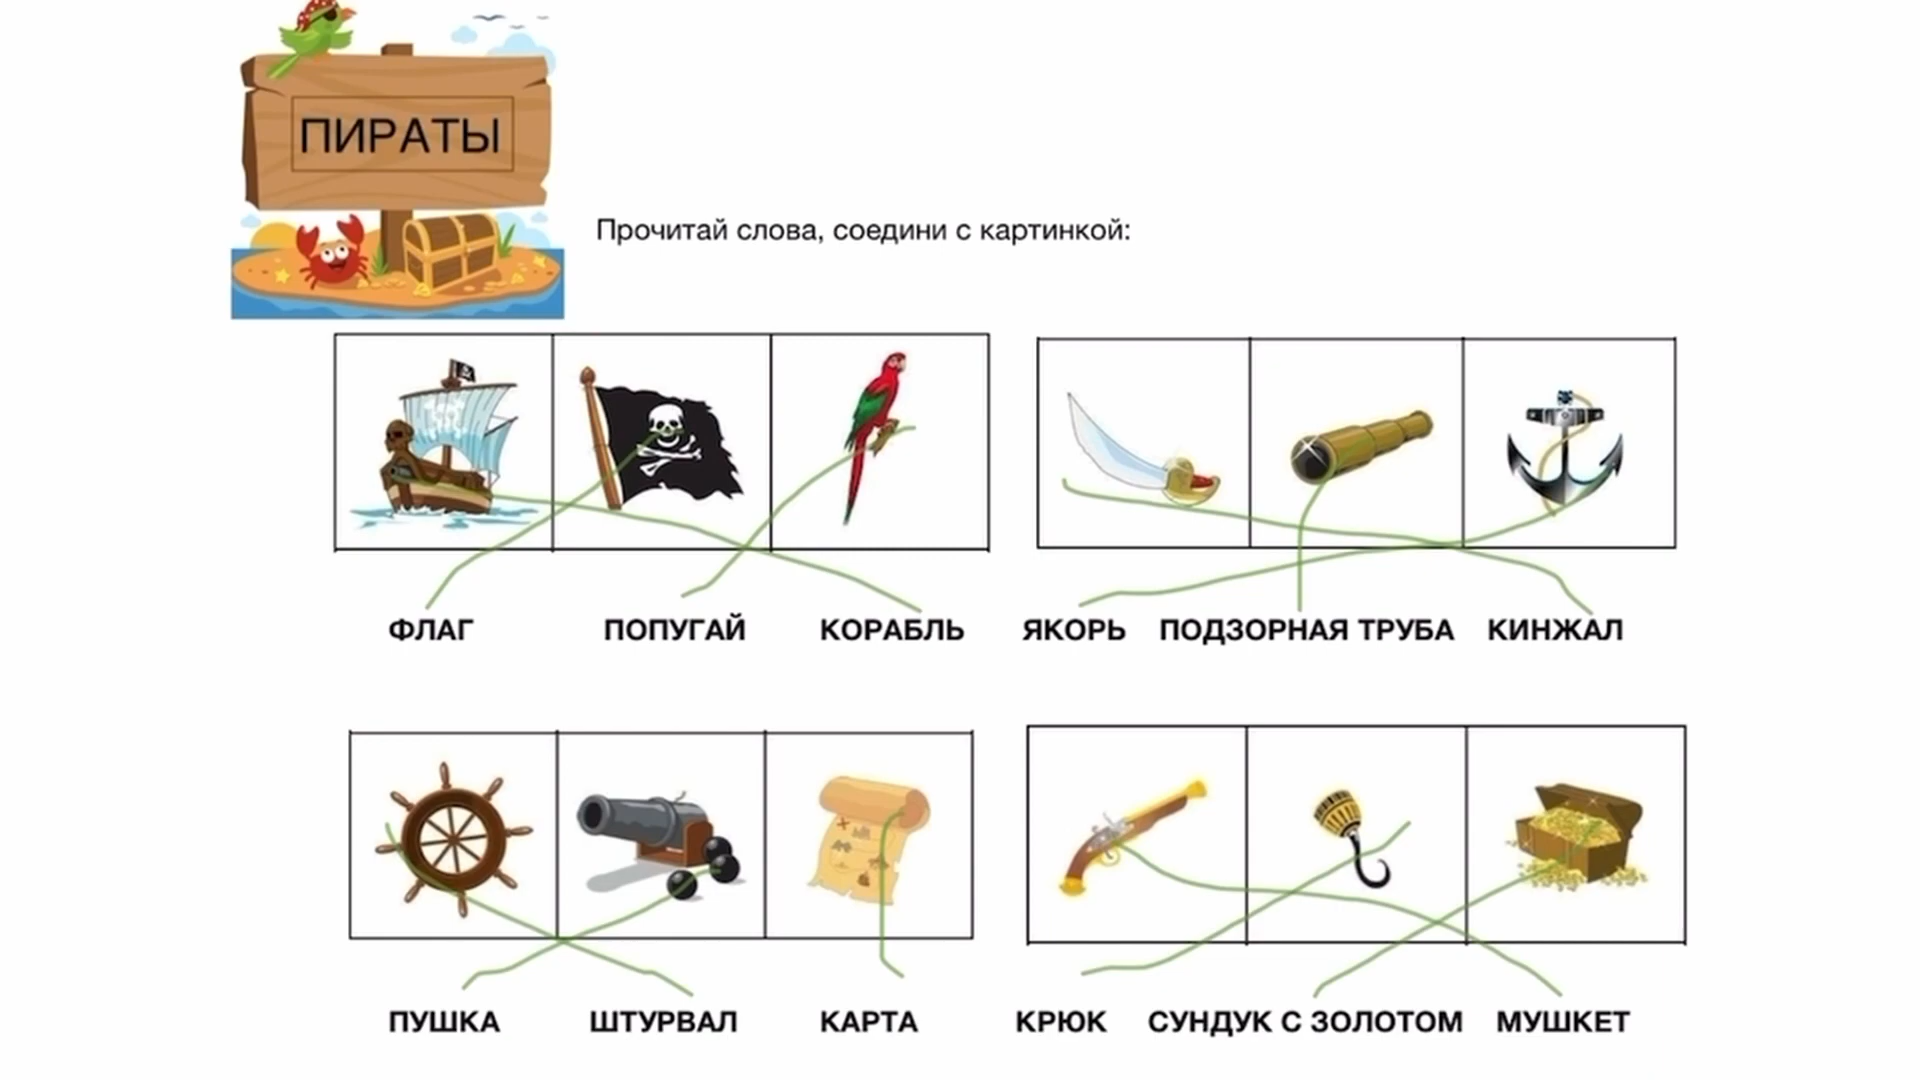 ПИРАТЫ
Прочитай слова, соедини с картинкой:
ФЛАГ ПОПУГАЙ КОРАБЛЬ ЯКОРЬ ПОДЗОРНАЯ ТРУБА КИНЖАЛ
ПУШКА ШТУРВАЛ КАРТА КРЮК СУНДУК С ЗОЛОТОМ МУШКЕТ